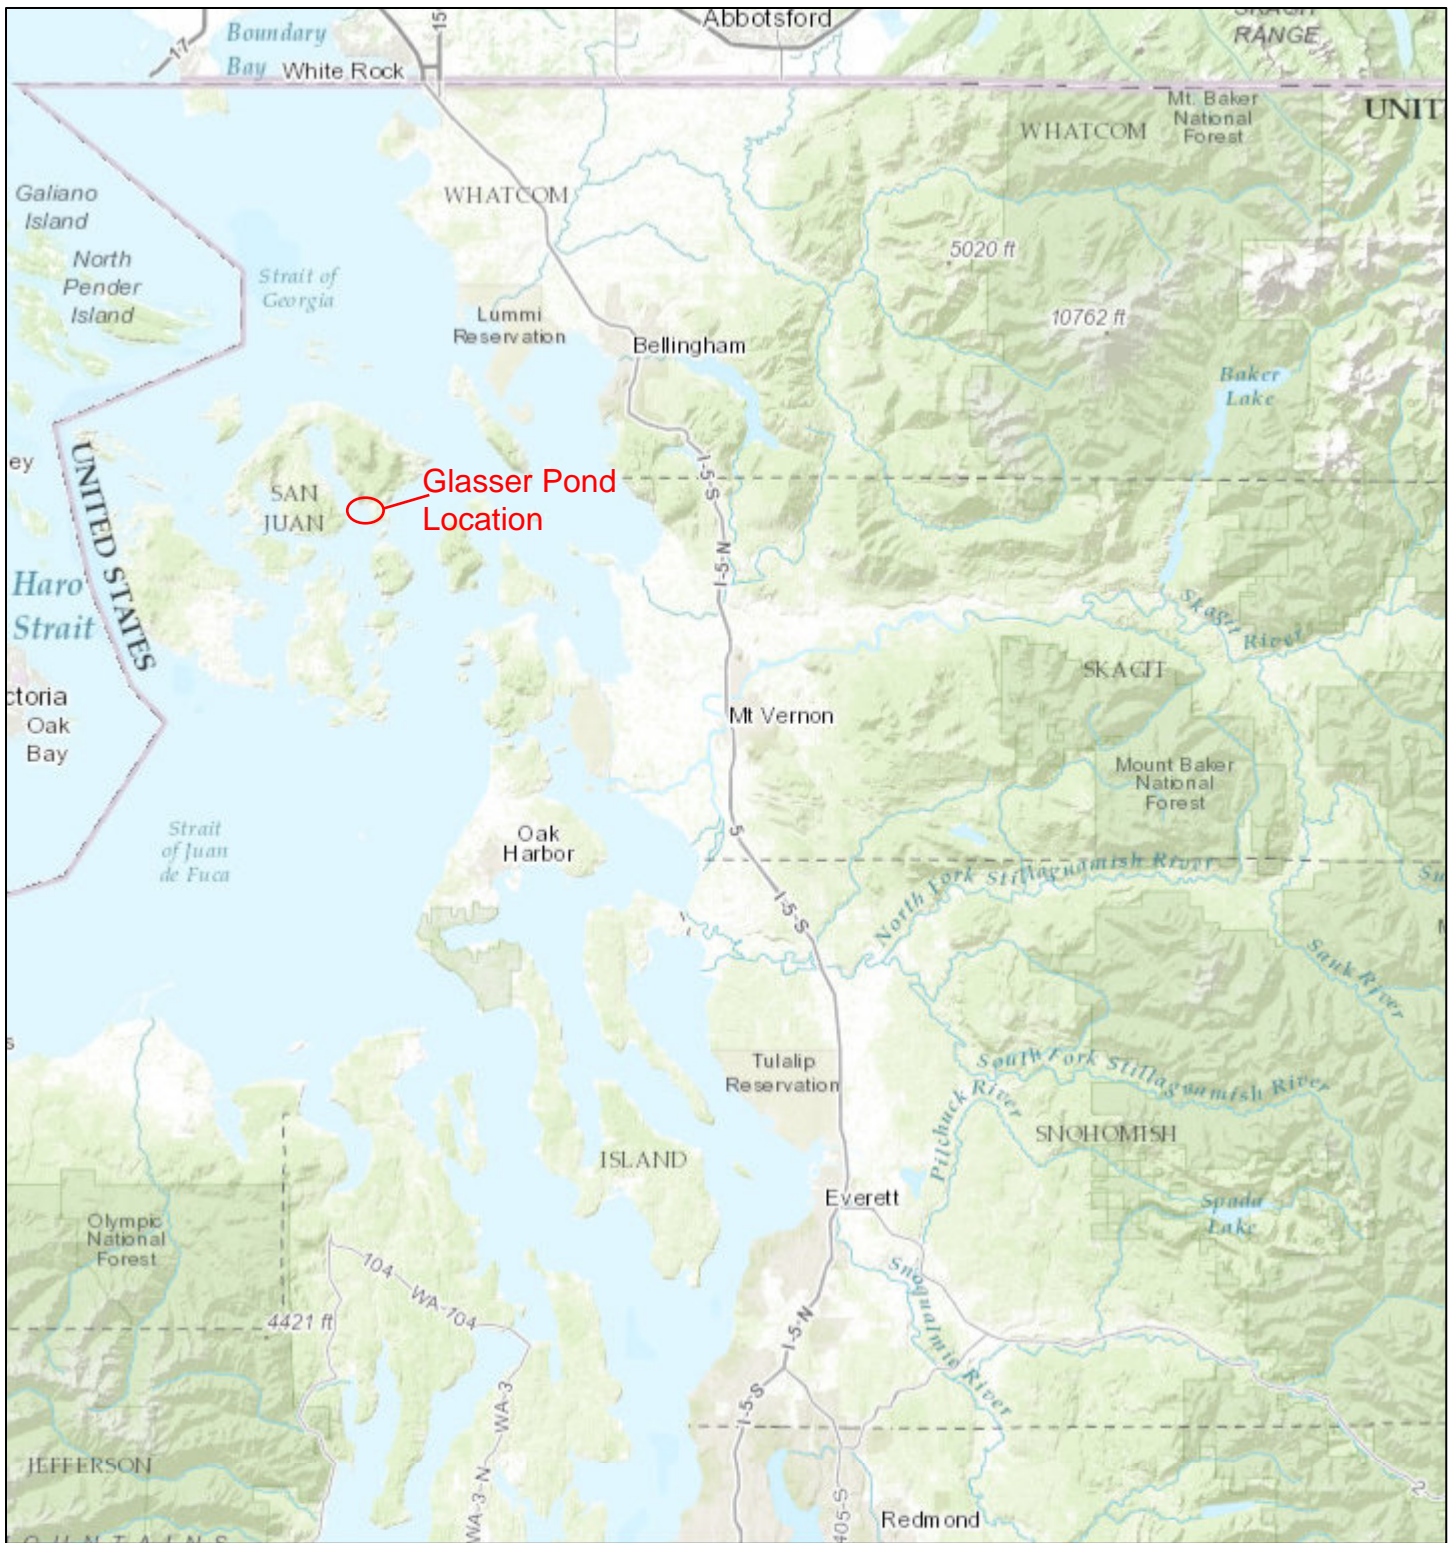 Abbotsford
SKAGIT
RANGE
Boundary
Bay
17
15
White Rock
Mt. Baker
National
Forest
UNIT
WHATCOM
WHATCOM
Galiano
Island
North
Pender
Island
Strait of
Georgia
5020 ft
10762 ft
Lummi
Reservation
Bellingham
Baker
Lake
ey
UNITED STATES
SAN
JUAN
Glasser Pond
Location
I-5-S
I-5-N
Haro
Strait
Skagit River
SKAGIT
ctoria
Oak
Bay
Mt Vernon
Mount Baker
National
Forest
Strait
of Juan
de Fuca
Oak
Harbor
5
North Fork Stillaguamish River
Su
I-5-S
Sauk River
s
Tulalip
Reservation
South Fork Stillaguamish River
Pilchuck River
SNOHOMISH
ISLAND
Everett
Spada
Lake
Olympic
National
Forest
104
WA-104
4421 ft
Snoqualmie River
I-5-N
I-5-S
WA-3
WA-3-N
JEFFERSON
2
405-S
Redmond
OUNTAINS